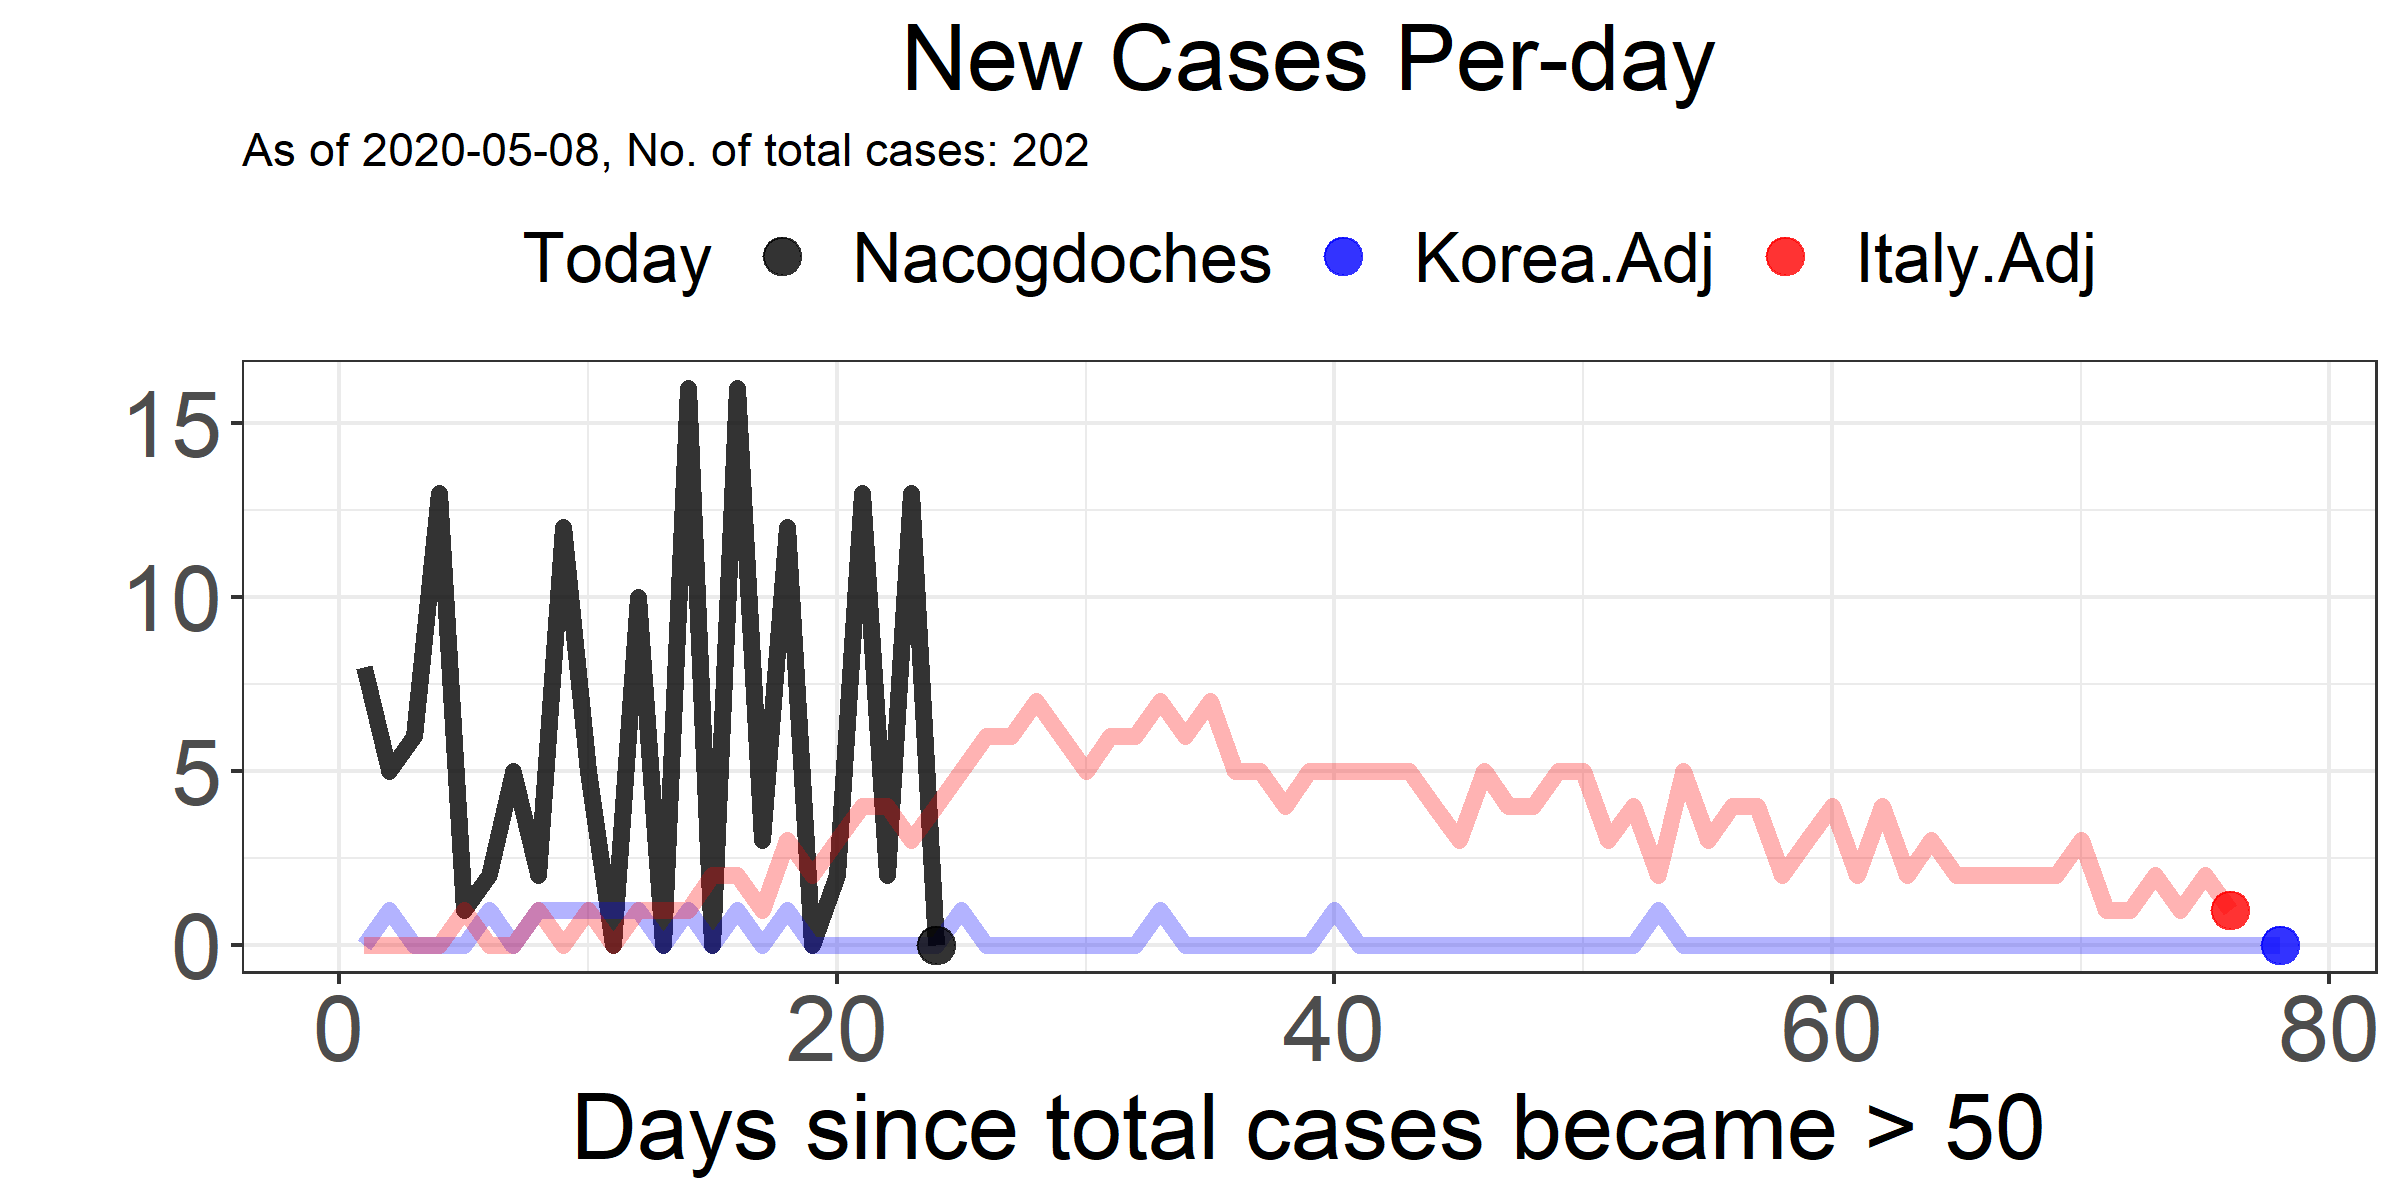 New Cases Per-day
As of 2020-05-08, No. of total cases: 202
Today Nacogdoches Korea.Adj Italy.Adj
15
10
5
0
0 20 40 60 80
Days since total cases became > 50